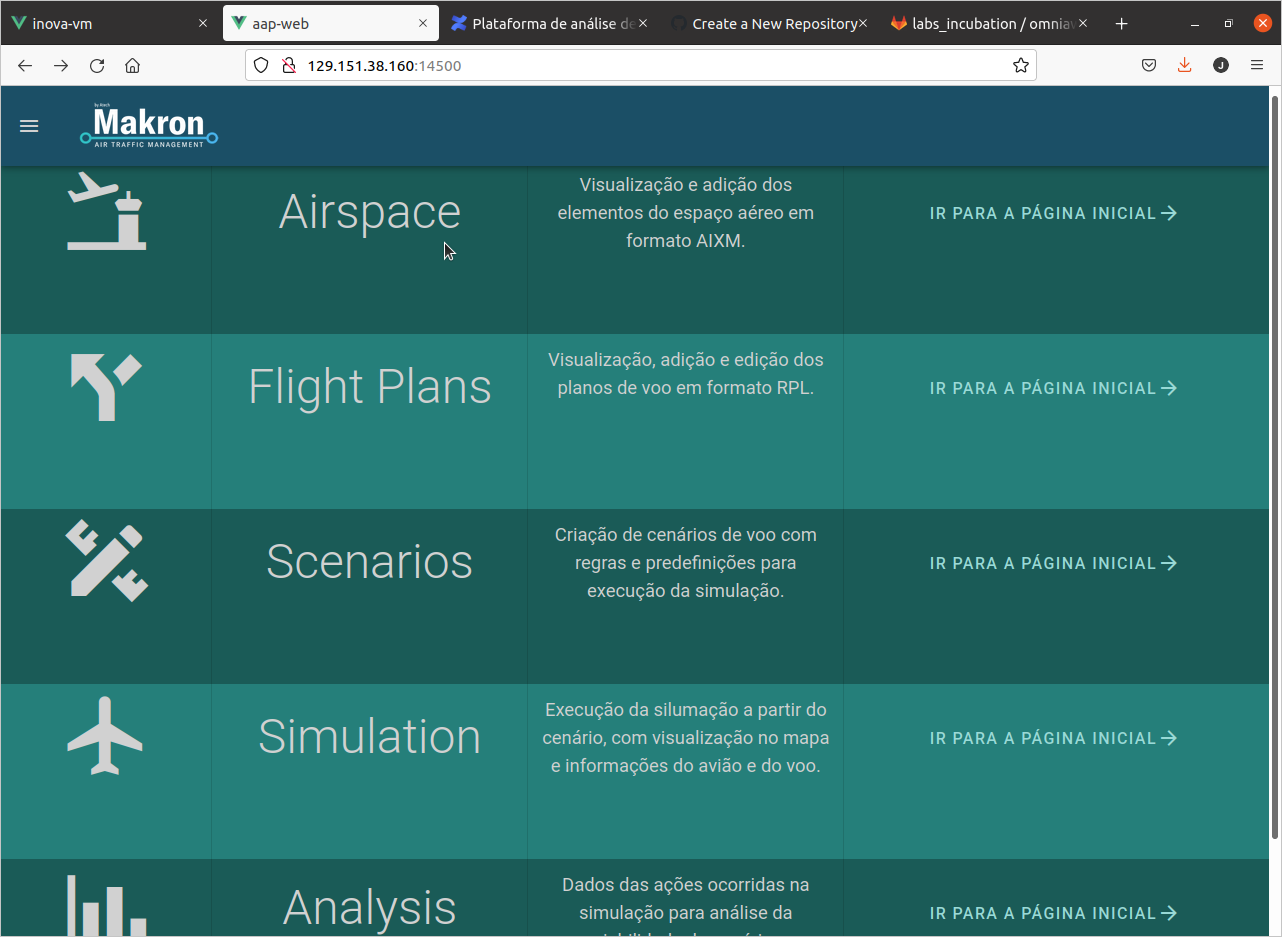 inova-vm
aap-web
Plataforma de análise de
Create a New Repository
labs_incubation / omniav
129.151.38.160:14500
J
by Atech
Makron
AIR TRAFFIC MANAGEMENT
Airspace
Visualização e adição dos
elementos do espaço aéreo em
formato AIXM.
IR PARA A PÁGINA INICIAL
Flight Plans
Visualização, adição e edição dos
planos de voo em formato RPL.
IR PARA A PÁGINA INICIAL
Scenarios
Criação de cenários de voo com
regras e predefinições para
execução da simulação.
IR PARA A PÁGINA INICIAL
Simulation
Execução da silumação a partir do
cenário, com visualização no mapa
e informações do avião e do voo.
IR PARA A PÁGINA INICIAL
Analysis
Dados das ações ocorridas na
simulação para análise da
IR PARA A PÁGINA INICIAL